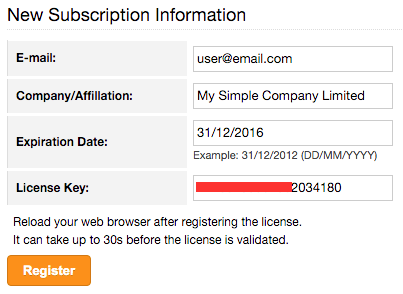 New Subscription Information
E-mail: user@email.com
Company/Affillation: My Simple Company Limited
Expiration Date: 31/12/2016
Example: 31/12/2012 (DD/MM/YYYY)
License Key: 2034180
Reload your web browser after registering the license.
It can take up to 30s before the license is validated.
Register